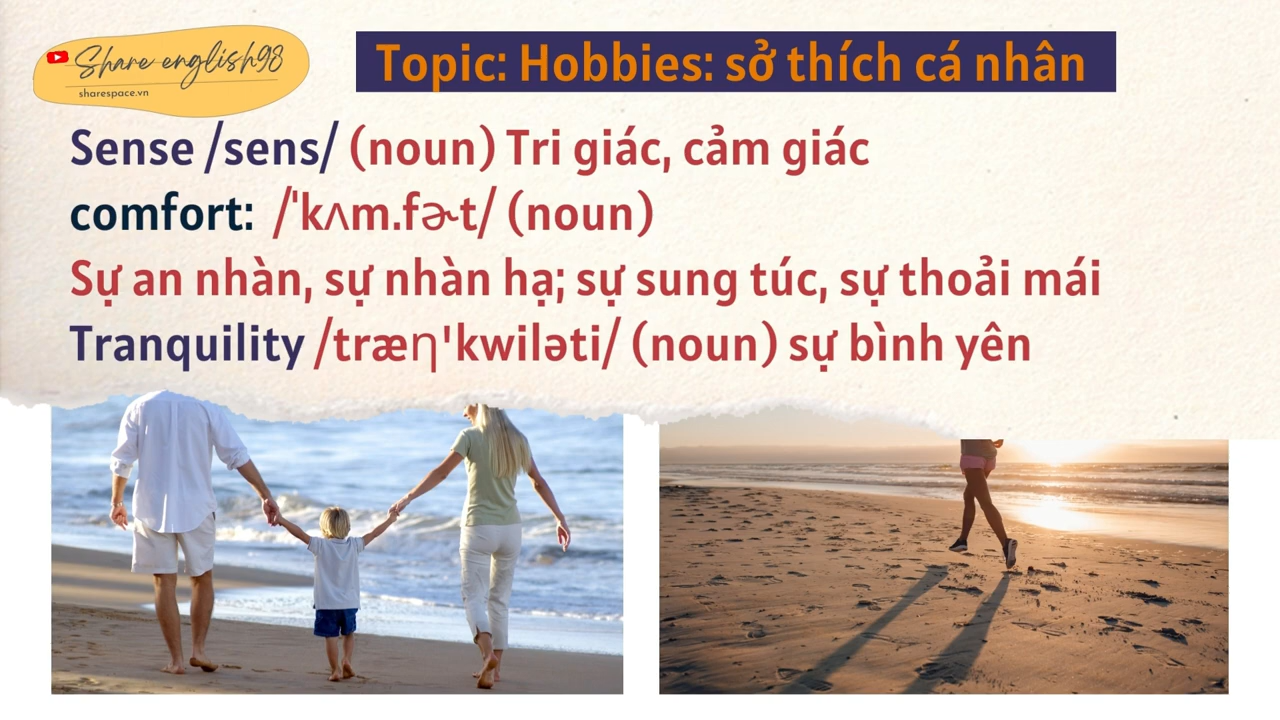 Share english98
sharespace.vn
Topic: Hobbies: sở thích cá nhân
Sense /sens/ (noun) Tri giác, cảm giác
comfort: /ˈkʌm.fɚt/ (noun)
Sự an nhàn, sự nhàn hạ; sự sung túc, sự thoải mái
Tranquility /træŋ'kwiləti/ (noun) sự bình yên